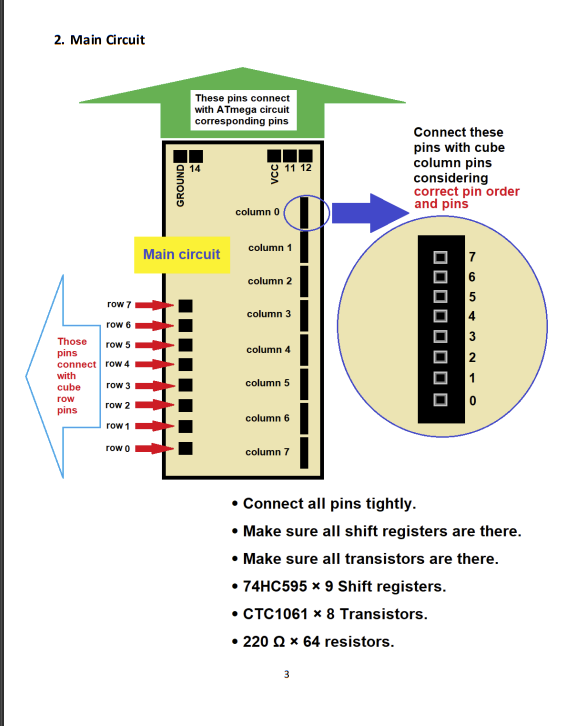 2. Main Circuit
These pins connect
with ATmega circuit
corresponding pins
GROUND
14
VCC
11
12
Connect these
pins with cube
column pins
considering
correct pin order
and pins
column 0
column 1
column 2
column 3
column 4
column 5
column 6
column 7
Main circuit
row 7
row 6
row 5
row 4
row 3
row 2
row 1
row 0
Those
pins
connect
with
cube
row
pins
7
6
5
4
3
2
1
0
• Connect all pins tightly.
• Make sure all shift registers are there.
• Make sure all transistors are there.
• 74HC595 × 9 Shift registers.
• CTC1061 × 8 Transistors.
• 220 Ω × 64 resistors.
3